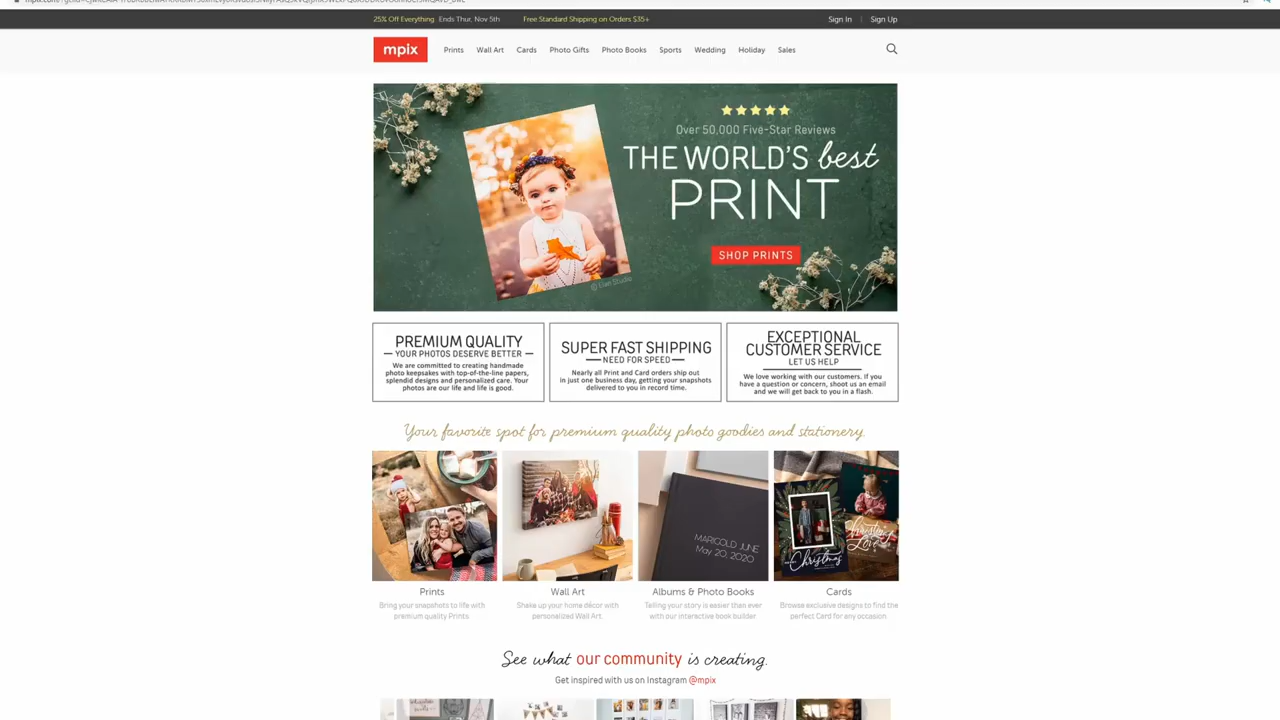 25% Off Everything Ends Thur, Nov 5th Free Standard Shipping on Orders $35+ Sign In | Sign Up
mpix Prints Wall Art Cards Photo Gifts Photo Books Sports Wedding Holiday Sales
Over 50,000 Five-Star Reviews
THE WORLD'S best
PRINT
SHOP PRINTS
© Lian Studio
PREMIUM QUALITY
YOUR PHOTOS DESERVE BETTER
We are committed to creating handmade
photo keepsakes with top-of-the-line papers,
splendid designs and personalized care. Your
photos are our life and life is good.
SUPER FAST SHIPPING
NEED FOR SPEED
Nearly all Print and Card orders ship out
in just one business day, getting your snapshots
delivered to you in record time.
EXCEPTIONAL
CUSTOMER SERVICE
LET US HELP
We love working with our customers. If you
have a question or concern, shoot us an email
and we will get back to you in a flash.
Your favorite spot for premium quality photo goodies and stationery.
MARIGOLD JUNE
May 20, 2020
Christmas
Love
Prints
Bring your snapshots to life with
premium quality Prints.
Wall Art
Shake up your home décor with
personalized Wall Art.
Albums & Photo Books
Telling your story is easier than ever
with our interactive book builder
Cards
Browse exclusive designs to find the
perfect Card for any occasion
See what our community is creating.
Get inspired with us on Instagram @mpix